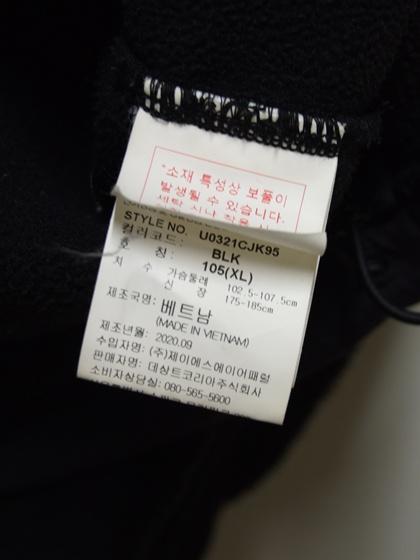 "소재 특성상 보풀이
발생될 수 있습니다.
STYLE NO. U0321CJK95
컬러코드: BLK
호 칭: 105(XL)
치 수 가슴둘레 102.5-107.5cm
신 장 175-185cm
제조국명: 베트남
(MADE IN VIETNAM)
제조년월: 2020.09
수입자명: (주)제이에스에이어패럴
판매자명: 데상트코리아주식회사
소비자상담실: 080-565-5600